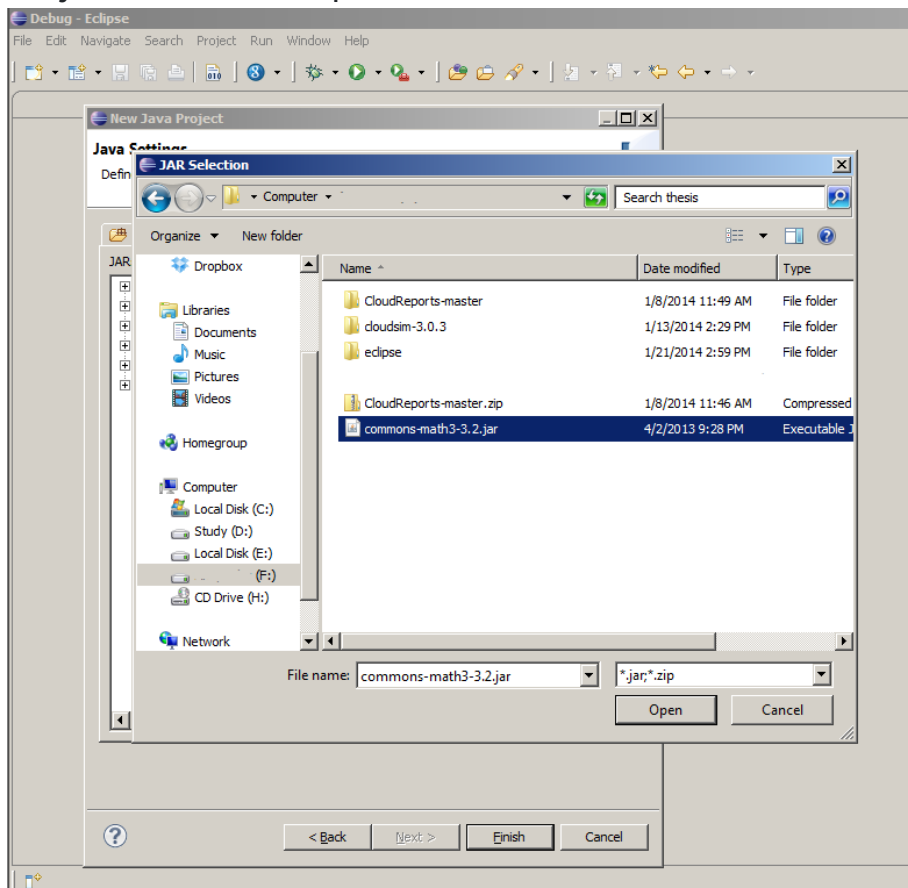 Debug - Eclipse
File Edit Navigate Search Project Run Window Help
New Java Project
Java Settings
Defin
JAR Selection
Computer
Search thesis
Organize New folder
JAR
Dropbox
Libraries
Documents
Music
Pictures
Videos
Homegroup
Computer
Local Disk (C:)
Study (D:)
Local Disk (E:)
(F:)
CD Drive (H:)
Network
Name Date modified Type
CloudReports-master 1/8/2014 11:49 AM File folder
cloudsim-3.0.3 1/13/2014 2:29 PM File folder
eclipse 1/21/2014 2:59 PM File folder
CloudReports-master.zip 1/8/2014 11:46 AM Compressed
commons-math3-3.2.jar 4/2/2013 9:28 PM Executable J
File name: commons-math3-3.2.jar *.jar;*.zip
Open Cancel
< Back Next > Finish Cancel